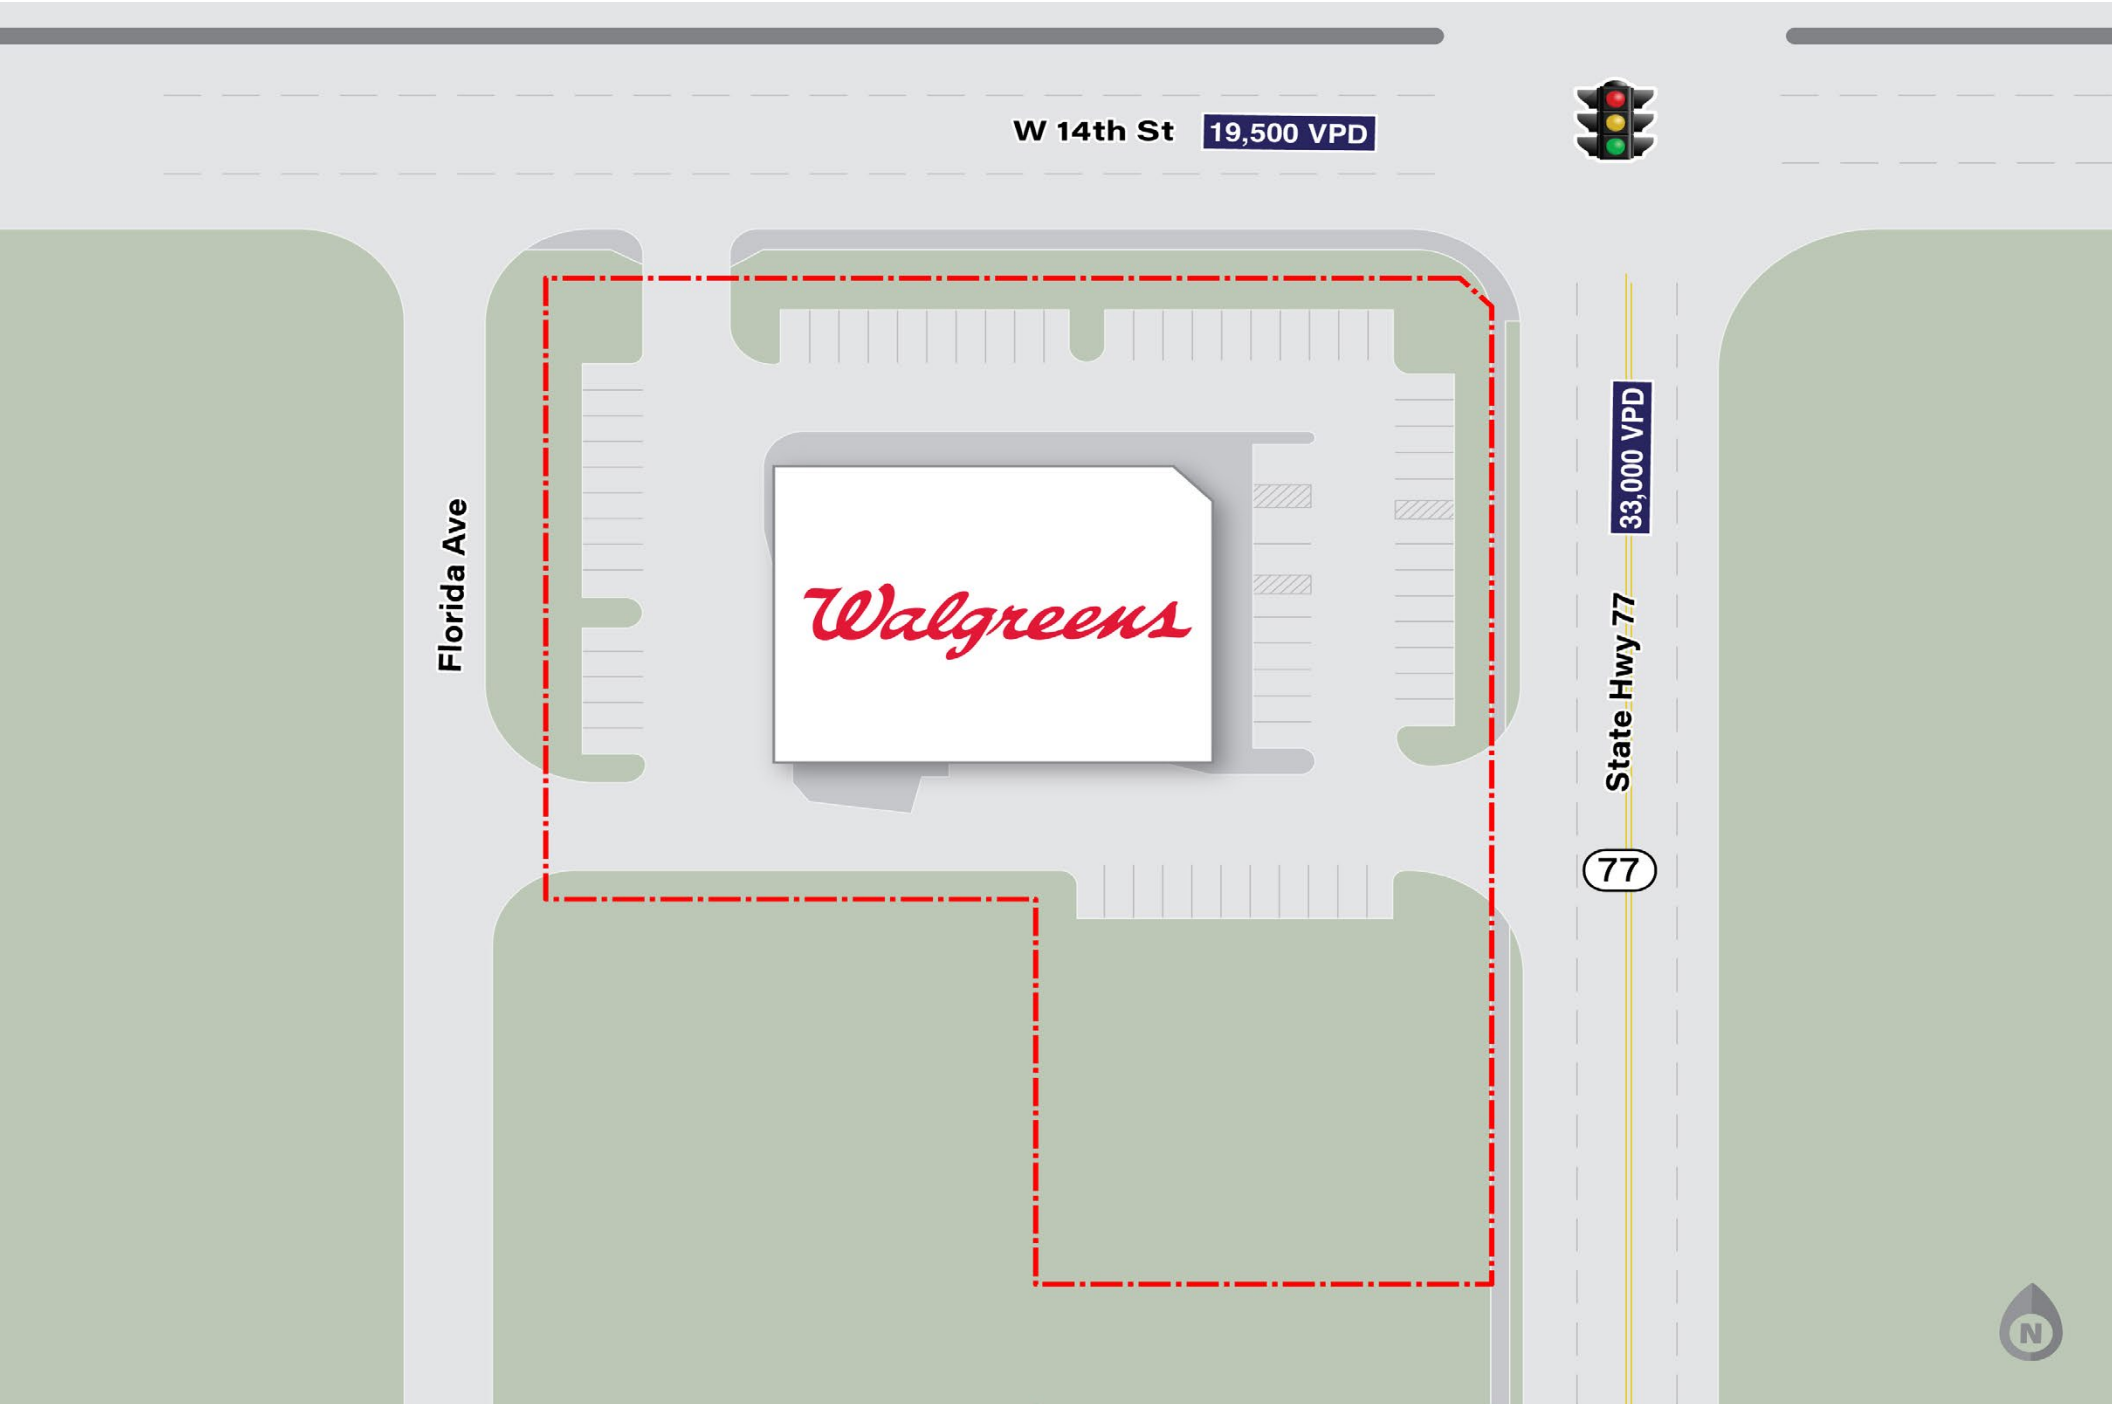 W 14th St 19,500 VPD
33,000 VPD
Florida Ave
Walgreens
State Hwy 77
77
N